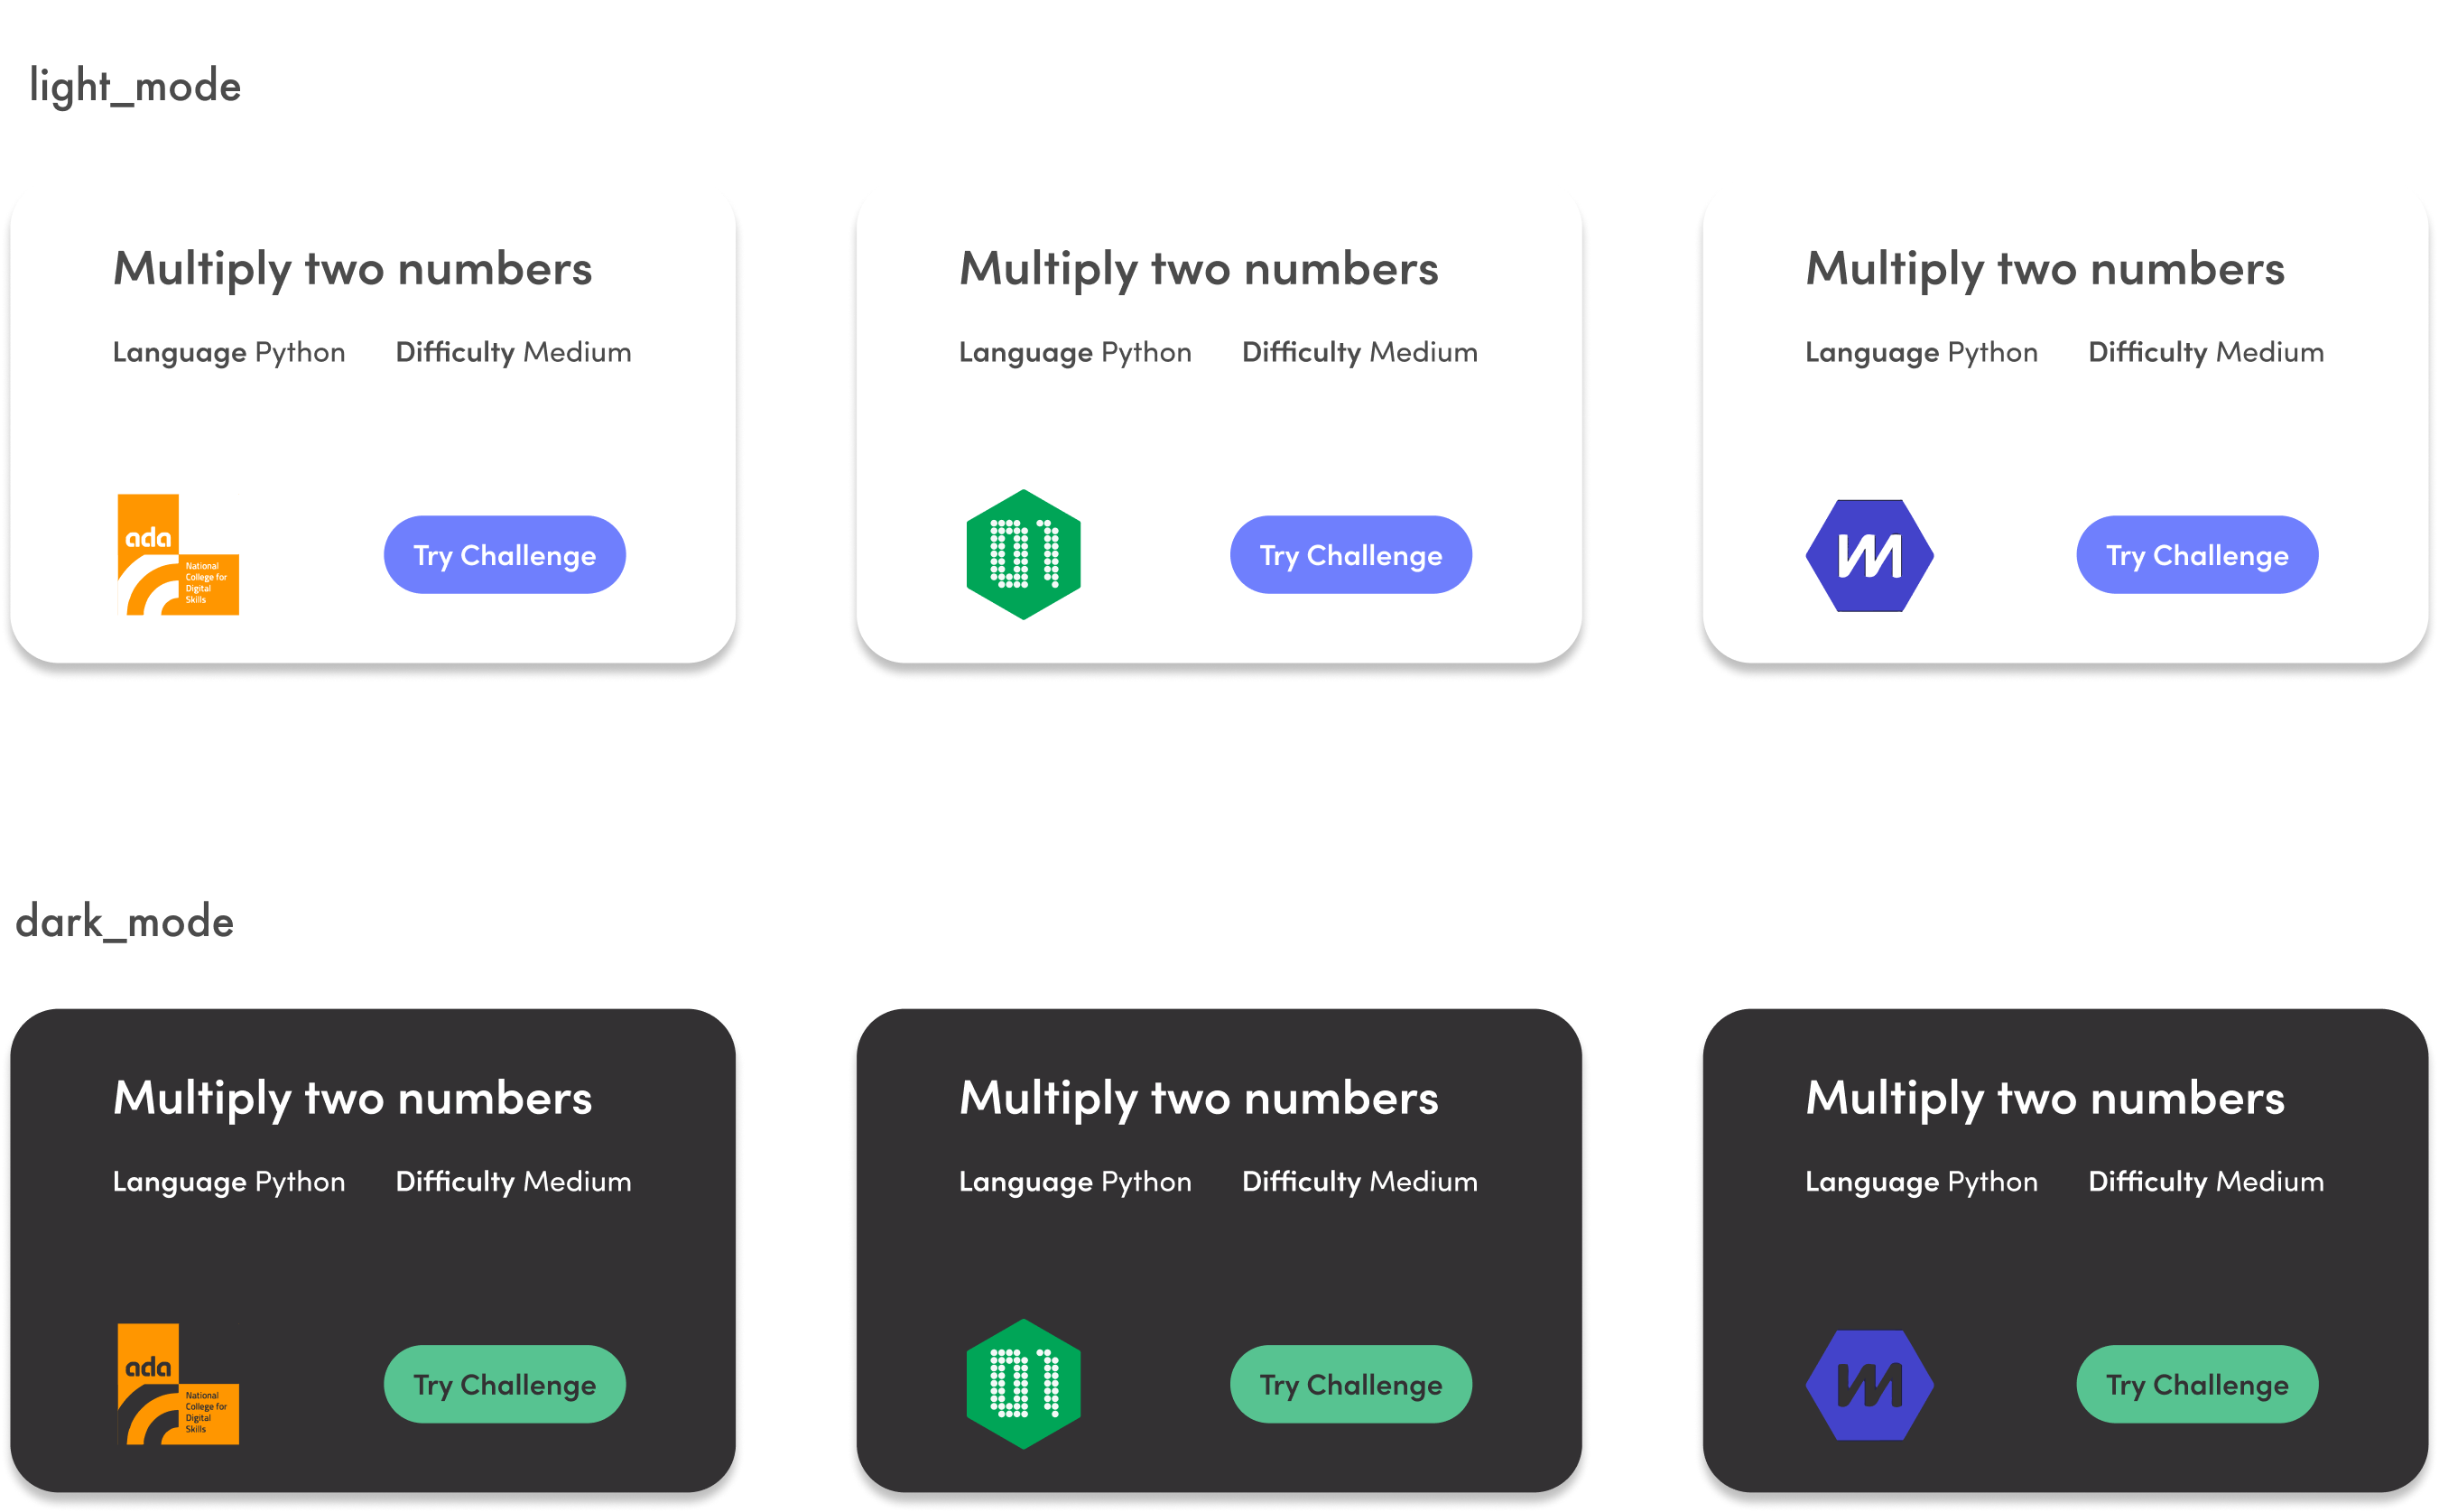 light_mode
Multiply two numbers
Language Python Difficulty Medium
ada
National
College for
Digital
Skills
Try Challenge
Multiply two numbers
Language Python Difficulty Medium
01
Try Challenge
Multiply two numbers
Language Python Difficulty Medium
M
Try Challenge
dark_mode
Multiply two numbers
Language Python Difficulty Medium
ada
National
College for
Digital
Skills
Try Challenge
Multiply two numbers
Language Python Difficulty Medium
01
Try Challenge
Multiply two numbers
Language Python Difficulty Medium
M
Try Challenge